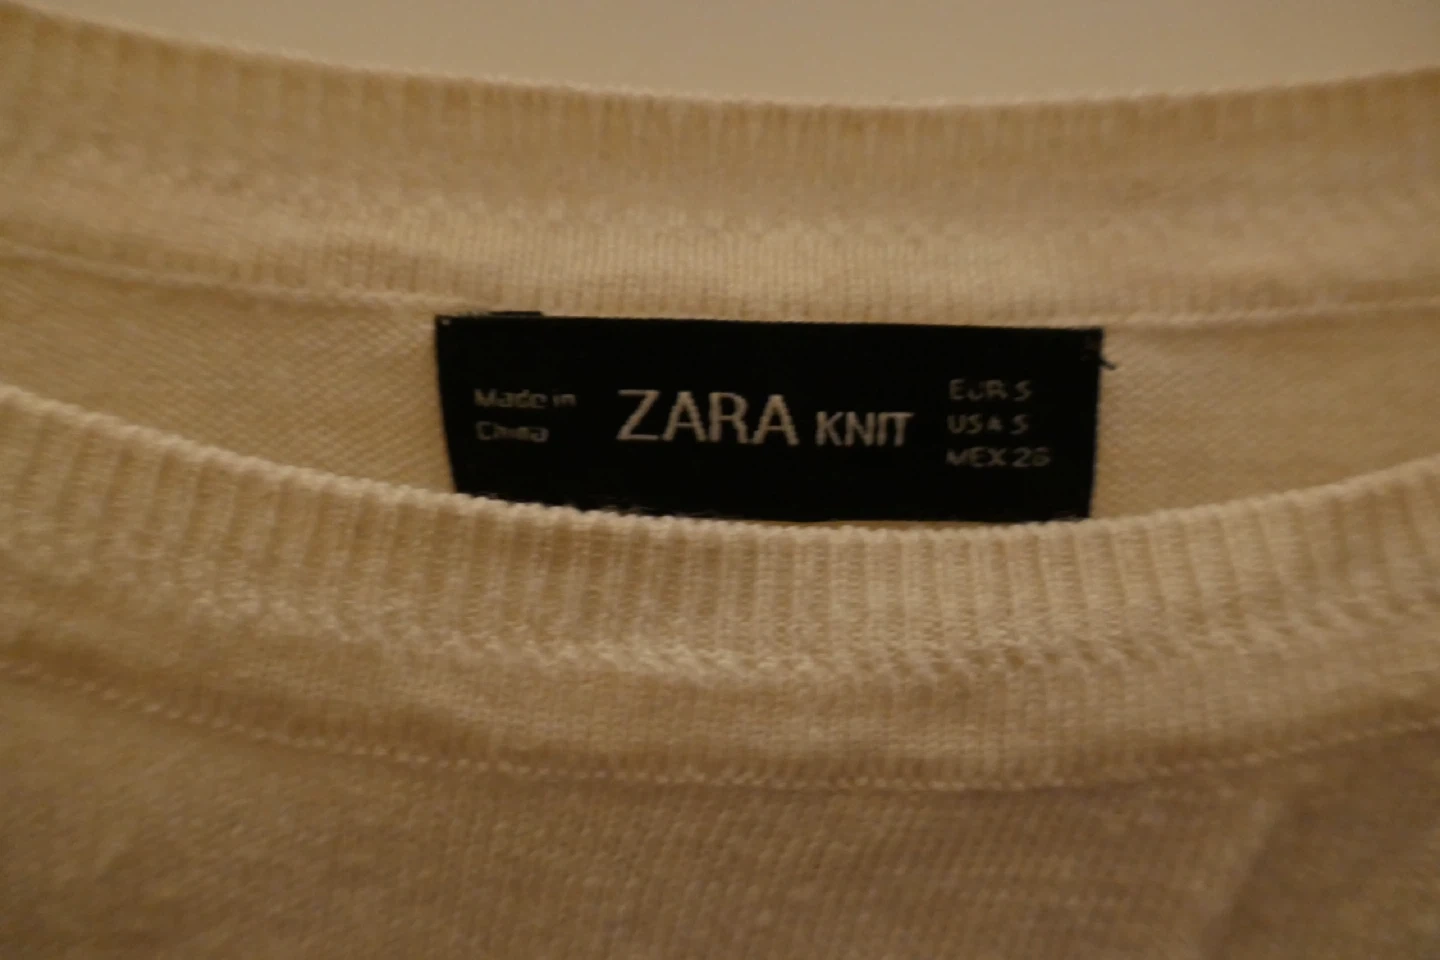 Made in
China
ZARA KNIT
EUR S
USA S
MEX 26